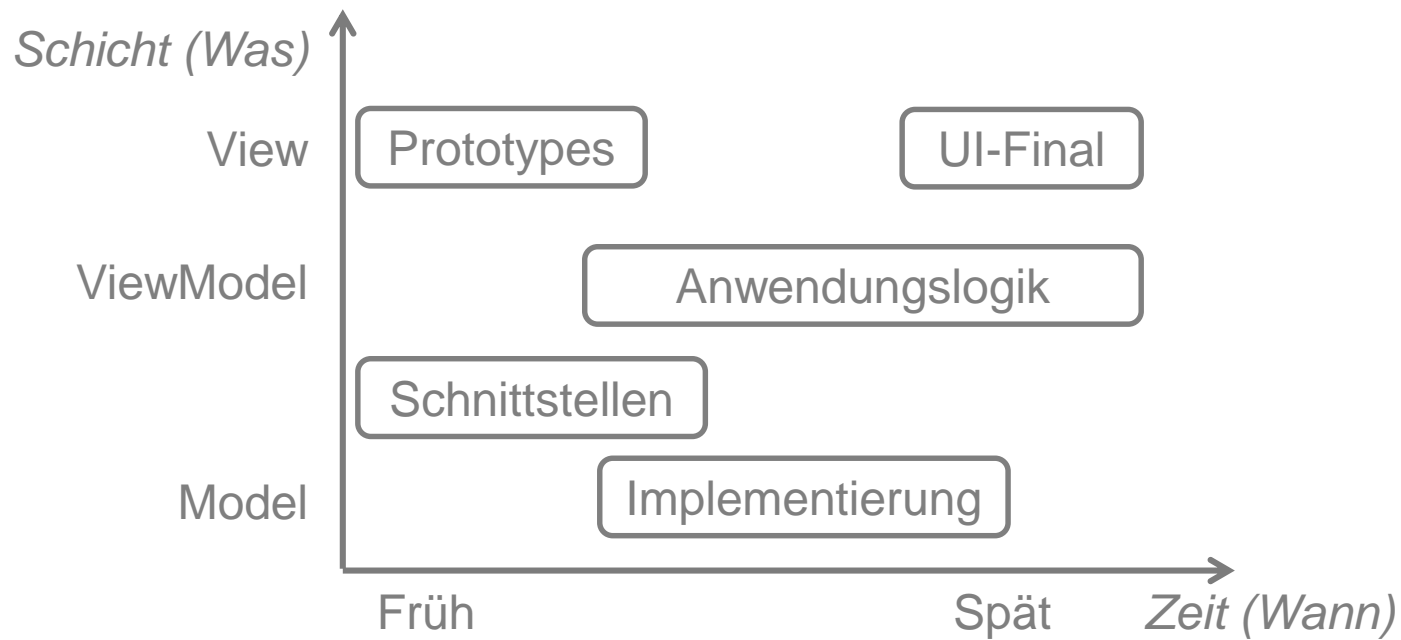 Schicht (Was)
View
Prototypes
UI-Final
ViewModel
Anwendungslogik
Schnittstellen
Model
Implementierung
Früh
Spät
Zeit (Wann)